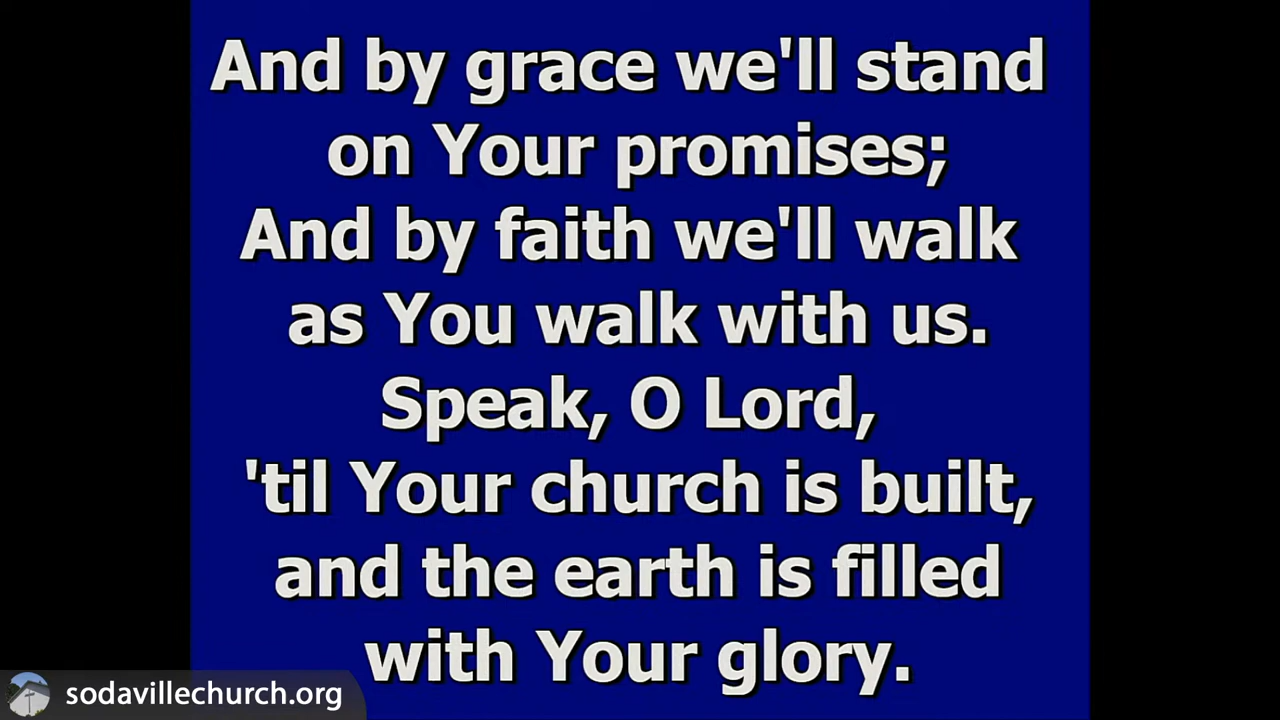 And by grace we'll stand
on Your promises;
And by faith we'll walk
as You walk with us.
Speak, O Lord,
'til Your church is built,
and the earth is filled
with Your glory.
sodavillechurch.org